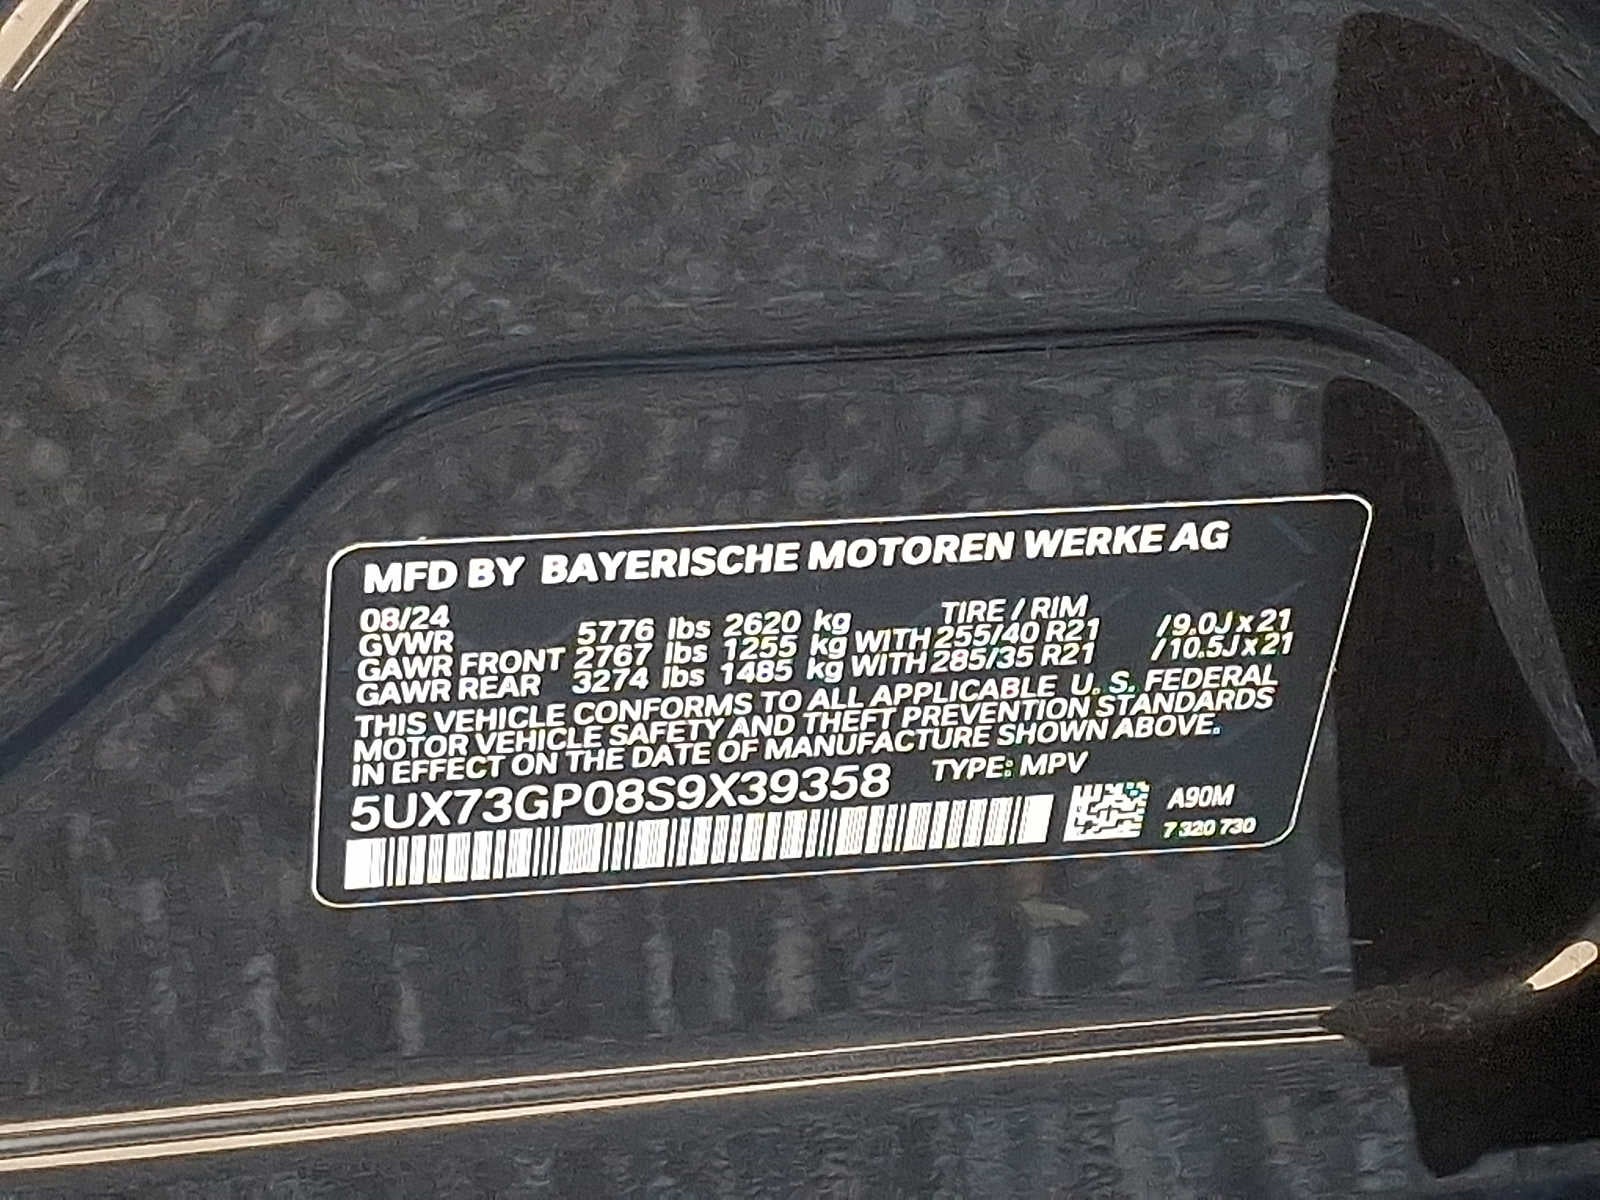 MFD BY BAYERISCHE MOTOREN WERKE AG
08/24 TIRE / RIM
GVWR 5776 lbs 2620 kg
GAWR FRONT 2767 lbs 1255 kg WITH 255/40 R21 /9.0J x 21
GAWR REAR 3274 lbs 1485 kg WITH 285/35 R21 /10.5J x 21
THIS VEHICLE CONFORMS TO ALL APPLICABLE U. S. FEDERAL
MOTOR VEHICLE SAFETY AND THEFT PREVENTION STANDARDS
IN EFFECT ON THE DATE OF MANUFACTURE SHOWN ABOVE.
5UX73GP08S9X39358 TYPE: MPV
A90M
7 320 730